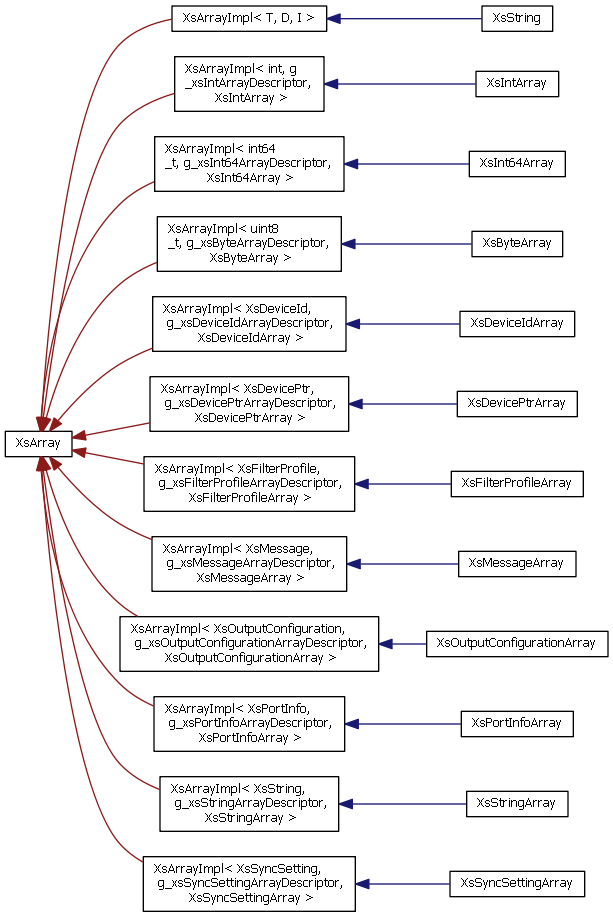 XsArrayImpl< T, D, I >
XsString
XsArrayImpl< int, g
_xsIntArrayDescriptor,
XsIntArray >
XsIntArray
XsArrayImpl< int64
_t, g_xsInt64ArrayDescriptor,
XsInt64Array >
XsInt64Array
XsArrayImpl< uint8
_t, g_xsByteArrayDescriptor,
XsByteArray >
XsByteArray
XsArrayImpl< XsDeviceId,
g_xsDeviceIdArrayDescriptor,
XsDeviceIdArray >
XsDeviceIdArray
XsArrayImpl< XsDevicePtr,
g_xsDevicePtrArrayDescriptor,
XsDevicePtrArray >
XsDevicePtrArray
XsArray
XsArrayImpl< XsFilterProfile,
g_xsFilterProfileArrayDescriptor,
XsFilterProfileArray >
XsFilterProfileArray
XsArrayImpl< XsMessage,
g_xsMessageArrayDescriptor,
XsMessageArray >
XsMessageArray
XsArrayImpl< XsOutputConfiguration,
g_xsOutputConfigurationArrayDescriptor,
XsOutputConfigurationArray >
XsOutputConfigurationArray
XsArrayImpl< XsPortInfo,
g_xsPortInfoArrayDescriptor,
XsPortInfoArray >
XsPortInfoArray
XsArrayImpl< XsString,
g_xsStringArrayDescriptor,
XsStringArray >
XsStringArray
XsArrayImpl< XsSyncSetting,
g_xsSyncSettingArrayDescriptor,
XsSyncSettingArray >
XsSyncSettingArray